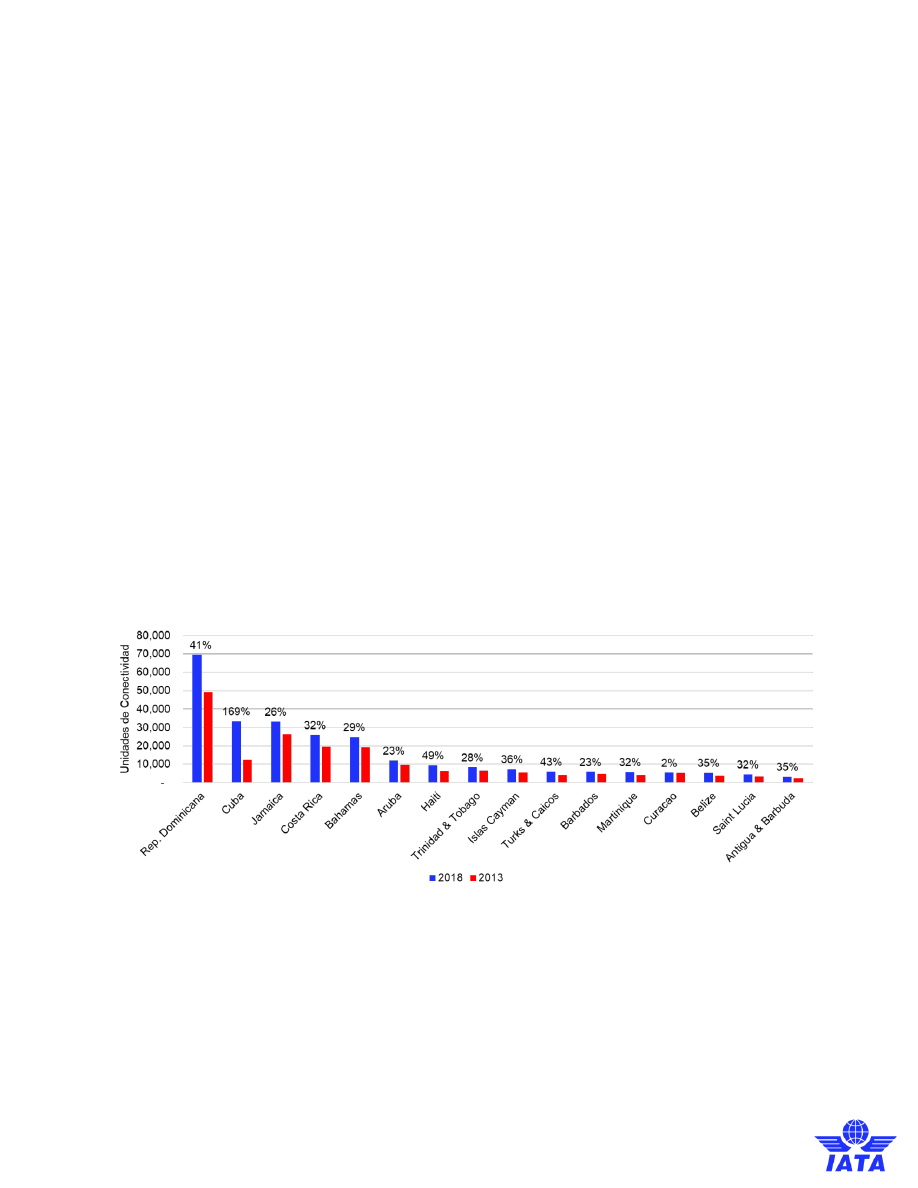 Unidades de Conectividad
80,000
70,000
60,000
50,000
40,000
30,000
20,000
10,000
-
41%
169%
26%
32%
29%
23%
49%
28%
36%
43%
23%
32%
2%
35%
32%
35%
Rep. Dominicana
Cuba
Jamaica
Costa Rica
Bahamas
Aruba
Haití
Trinidad & Tobago
Islas Cayman
Turks & Caicos
Barbados
Martinique
Curacao
Belize
Saint Lucia
Antigua & Barbuda
2018 2013
IATA